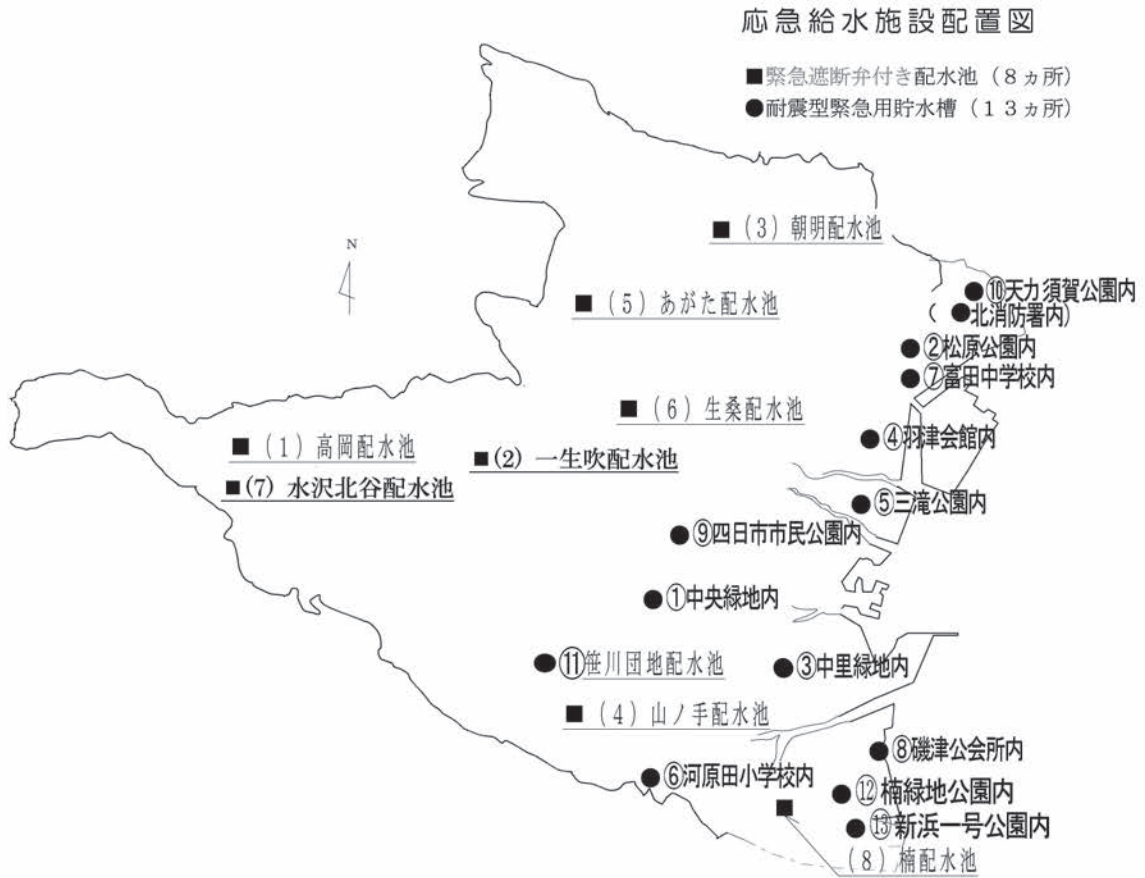 応急給水施設配置図
■緊急遮断弁付き配水池（８ヵ所）
●耐震型緊急用貯水槽（１３ヵ所）
N
■（3）朝明配水池
■（5）あがた配水池
●⑩天力須賀公園内
（●北消防署内）
●②松原公園内
●⑦富田中学校内
■（6）生桑配水池
●④羽津会館内
■（1）高岡配水池
■(2) 一生吹配水池
■(7) 水沢北谷配水池
●⑤三滝公園内
●⑨四日市市民公園内
●①中央緑地内
●⑪笹川団地配水池
●③中里緑地内
■（4）山ノ手配水池
●⑧磯津公会所内
●⑥河原田小学校内
●⑫楠緑地公園内
●⑬新浜一号公園内
（8）楠配水池